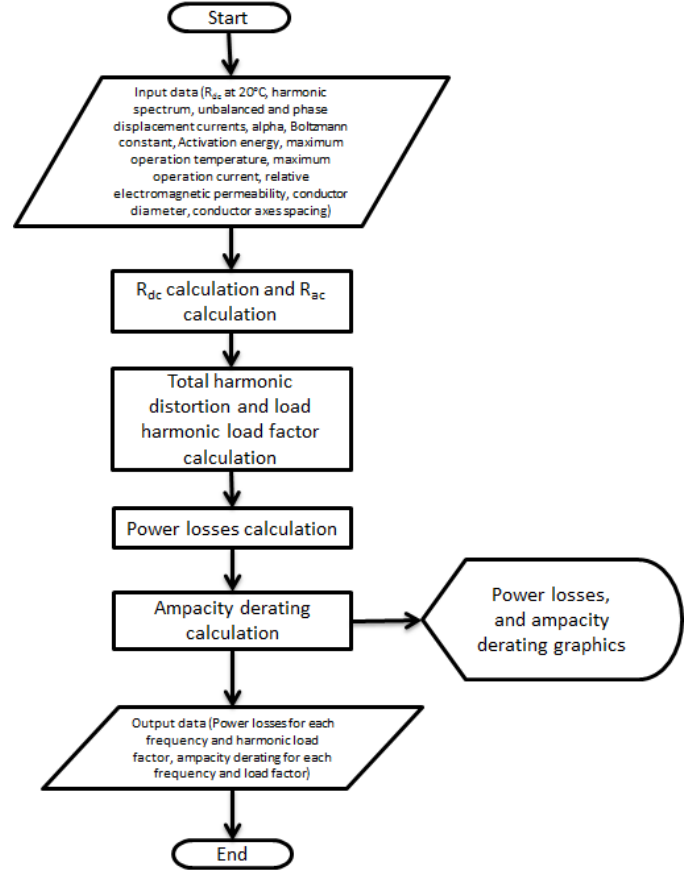 Start
Input data (Rdc at 20°C, harmonic
spectrum, unbalanced and phase
displacement currents, alpha, Boltzmann
constant, Activation energy, maximum
operation temperature, maximum
operation current, relative
electromagnetic permeability, conductor
diameter, conductor axes spacing)
Rdc calculation and Rac
calculation
Total harmonic
distortion and load
harmonic load factor
calculation
Power losses calculation
Ampacity derating
calculation
Power losses,
and ampacity
derating graphics
Output data (Power losses for each
frequency and harmonic load
factor, ampacity derating for each
frequency and load factor)
End